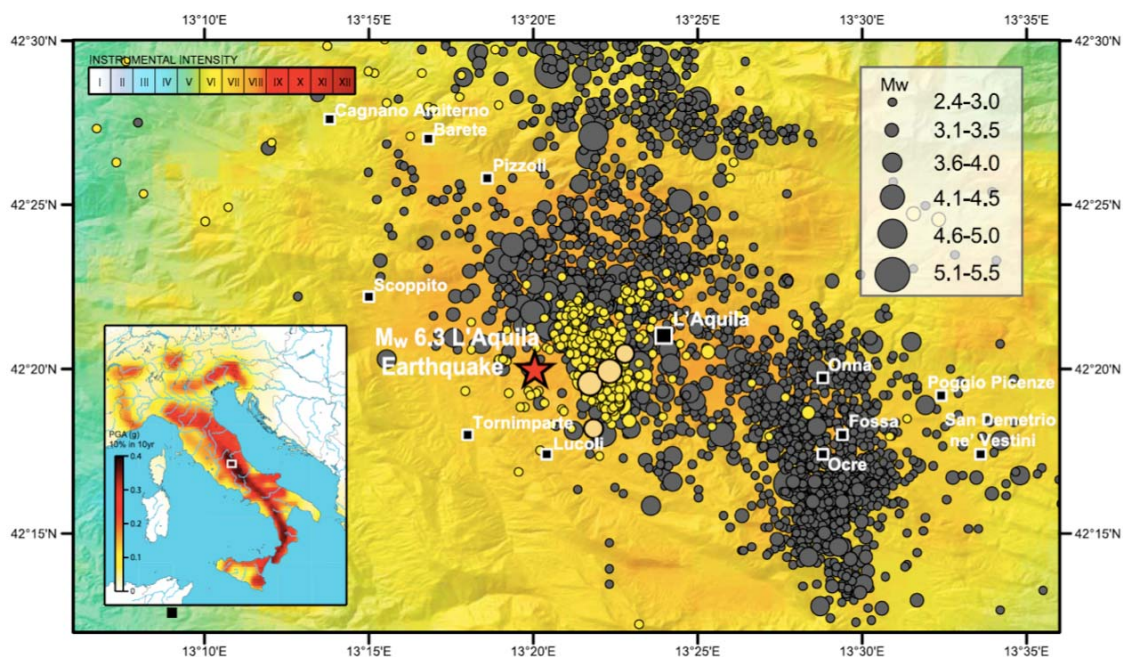 13°10'E 13°15'E 13°20'E 13°25'E 13°30'E 13°35'E
42°30'N 42°30'N
INSTRUMENTAL INTENSITY
I II III IV V VI VII VIII IX X XI XII
Mw
2.4-3.0
3.1-3.5
3.6-4.0
4.1-4.5
4.6-5.0
5.1-5.5
Cagnano Amiterno
Barete
Pizzoli
42°25'N 42°25'N
Scoppito
L'Aquila
Mw 6.3 L'Aquila
Earthquake
42°20'N 42°20'N
Onna
Poggio Picenze
Tornimparte
Lucoli
Fossa
San Demetrio
ne' Vestini
Ocre
PGA (g)
10% in 10yr
0.4
0.3
0.2
0.1
0
42°15'N 42°15'N
13°10'E 13°15'E 13°20'E 13°25'E 13°30'E 13°35'E